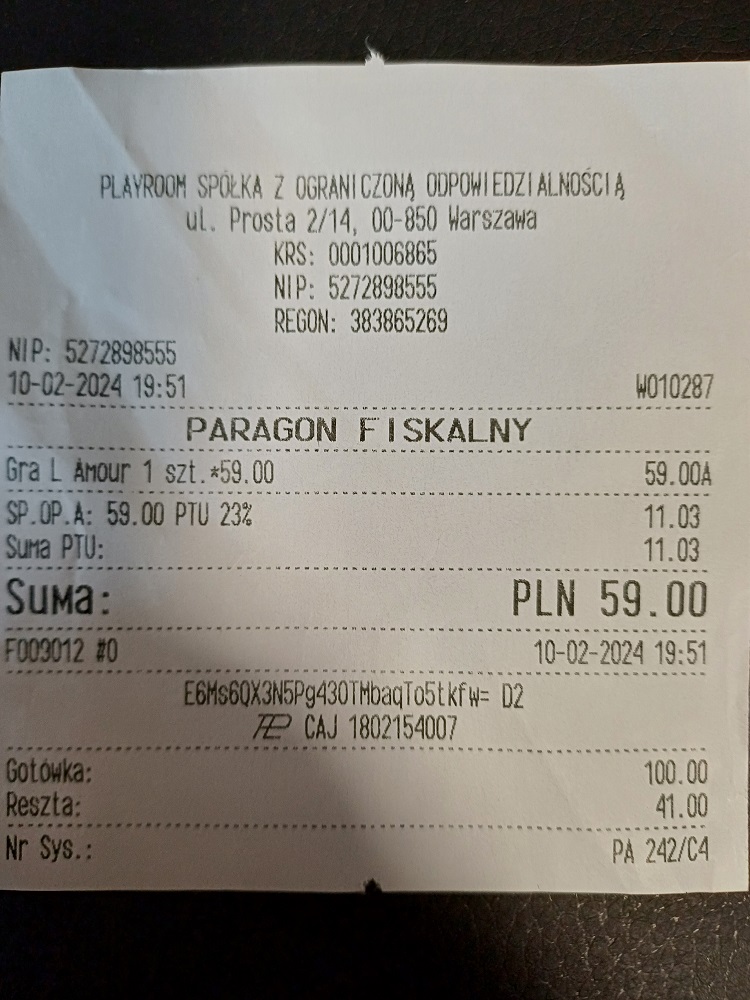 PLAYROOM SPÓŁKA Z OGRANICZONĄ ODPOWIEDZIALNOŚCIĄ
ul. Prosta 2/14, 00-850 Warszawa
KRS: 0001006865
NIP: 5272898555
REGON: 383865269
NIP: 5272898555
10-02-2024 19:51 W010287
PARAGON FISKALNY
Gra L AMour 1 szt.*59.00 59.00A
SP.OP.A: 59.00 PTU 23% 11.03
Suma PTU: 11.03
Suma: PLN 59.00
F009012 #0 10-02-2024 19:51
E6Ms6QX3N5Pg430TMbaqTo5tkfw= D2
CAJ 1802154007
Gotówka: 100.00
Reszta: 41.00
Nr Sys.: PA 242/C4